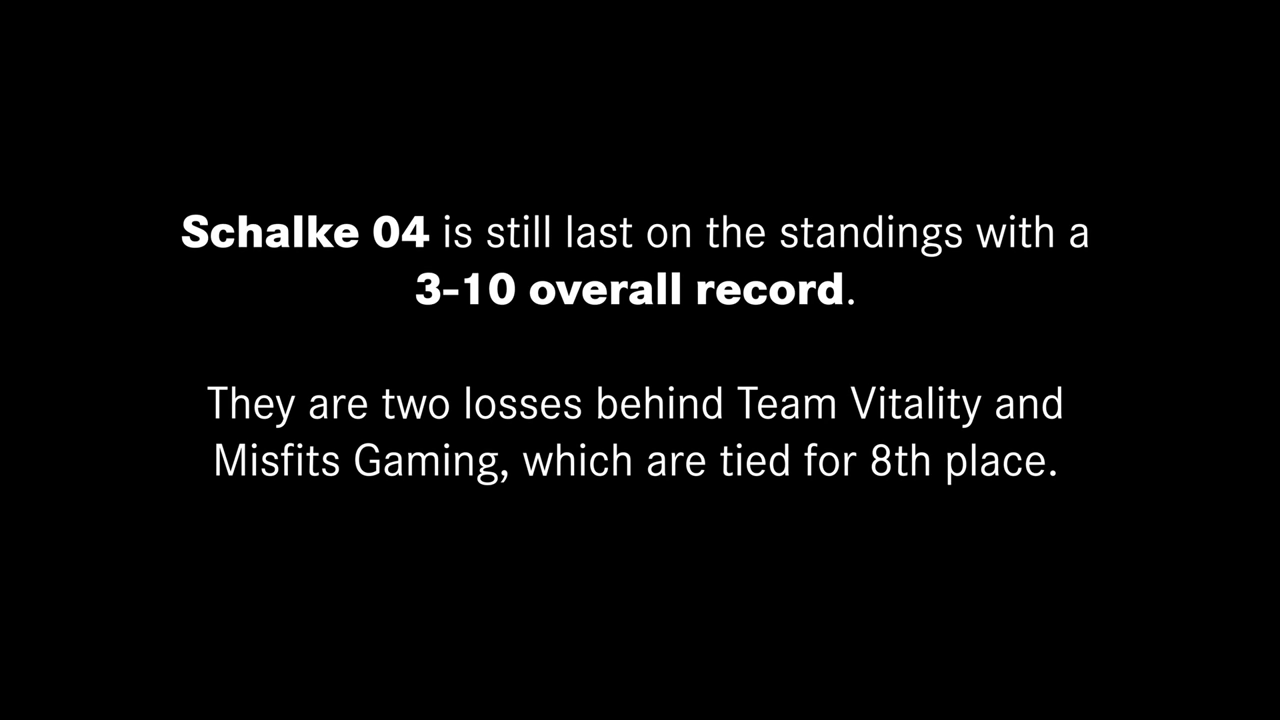 Schalke 04 is still last on the standings with a
3-10 overall record.
They are two losses behind Team Vitality and
Misfits Gaming, which are tied for 8th place.